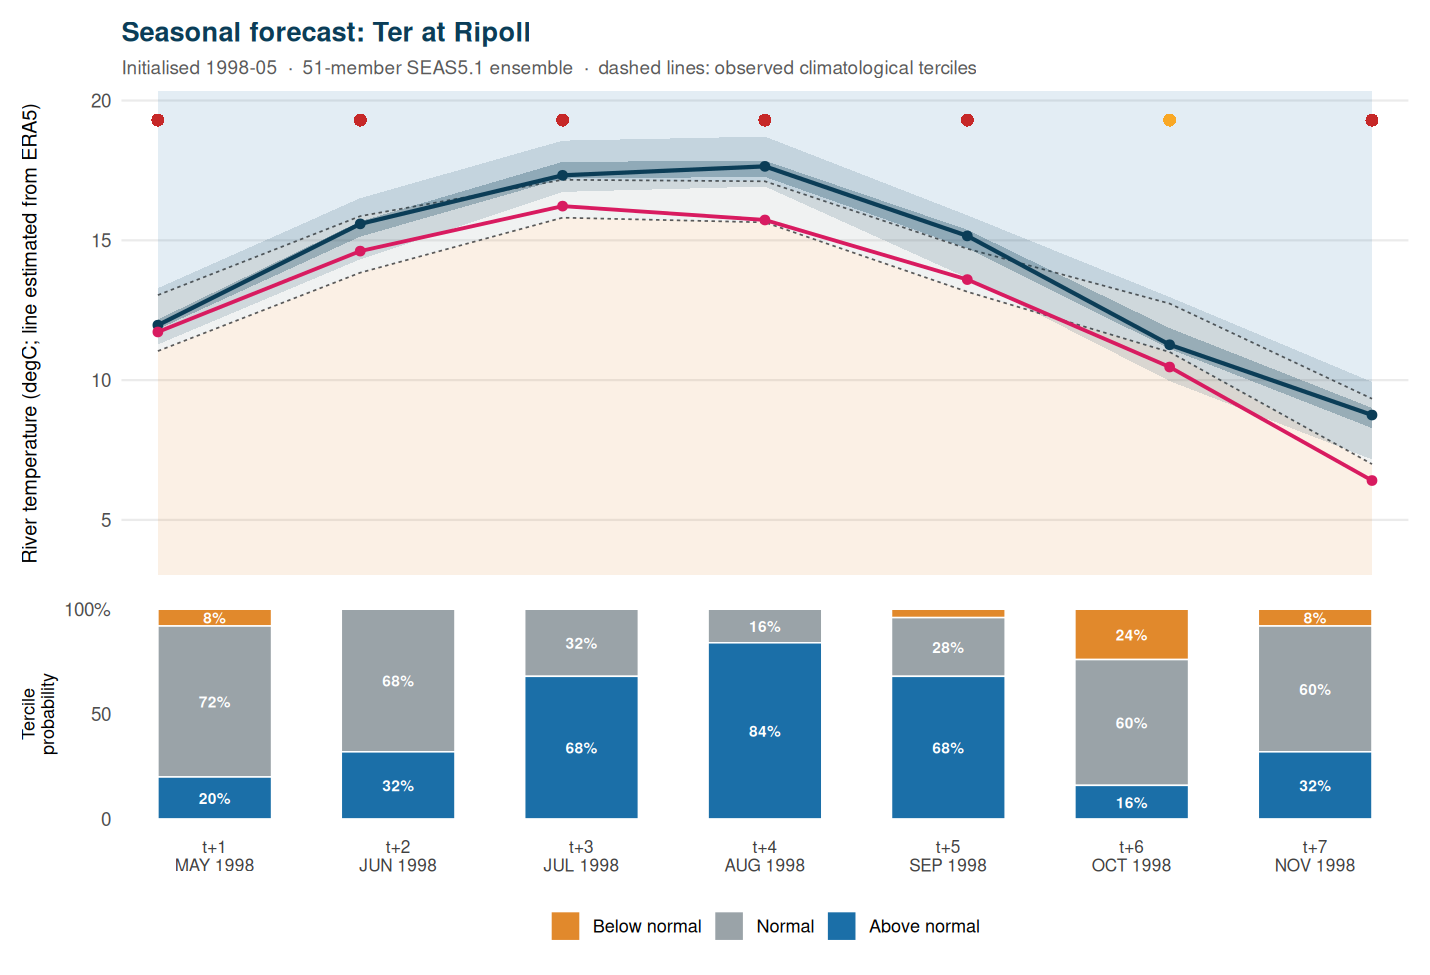 Seasonal forecast: Ter at Ripoll
Initialised 1998-05 · 51-member SEAS5.1 ensemble · dashed lines: observed climatological terciles
River temperature (degC; line estimated from ERA5)
20
15
10
5
Tercile
probability
100%
50
0
8%
72%
20%
68%
32%
32%
68%
16%
84%
28%
68%
24%
60%
16%
8%
60%
32%
t+1
MAY 1998
t+2
JUN 1998
t+3
JUL 1998
t+4
AUG 1998
t+5
SEP 1998
t+6
OCT 1998
t+7
NOV 1998
Below normal
Normal
Above normal